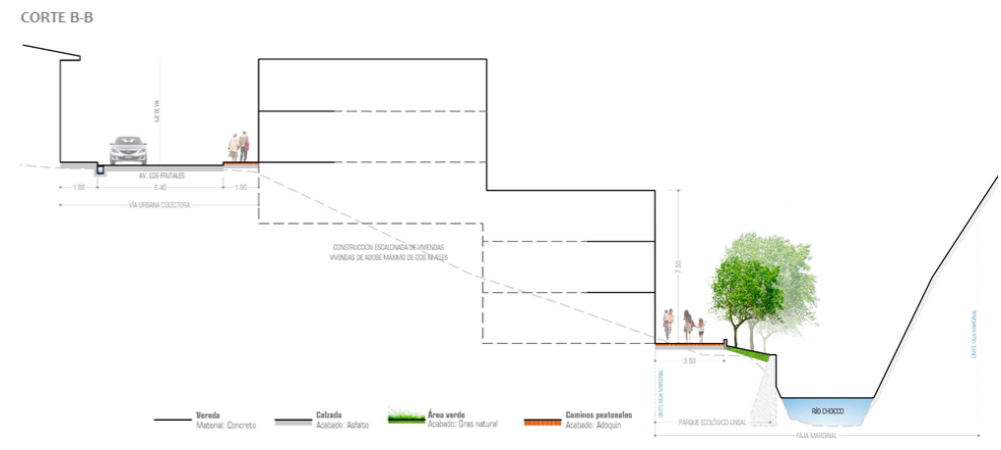 CORTE B-B
EJE DE VÍA
AV. LOS FRUTALES
1.80
6.40
1.80
VÍA URBANA COLECTORA
CONSTRUCCION ESCALONADA DE VIVIENDAS
VIVIENDAS DE ADOBE MÁXIMO DE DOS NIVELES
7.50
3.50
LÍMITE FAJA MARGINAL
LÍMITE FAJA MARGINAL
RÍO CHOCCO
PARQUE ECOLÓGICO LINEAL
FAJA MARGINAL
Vereda
Material: Concreto
Calzada
Acabado: Asfalto
Área verde
Acabado: Gras natural
Caminos peatonales
Acabado: Adoquin